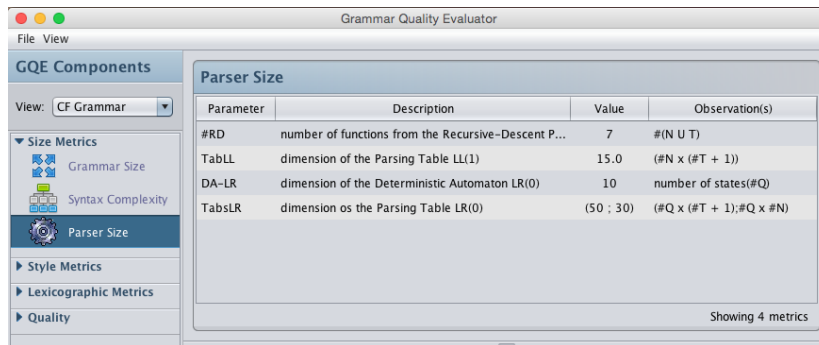 Grammar Quality Evaluator
File View
GQE Components
View: CF Grammar
Size Metrics
Grammar Size
Syntax Complexity
Parser Size
Style Metrics
Lexicographic Metrics
Quality
Parser Size
Parameter Description Value Observation(s)
#RD number of functions from the Recursive-Descent P... 7 #(N U T)
TabLL dimension of the Parsing Table LL(1) 15.0 (#N x (#T + 1))
DA-LR dimension of the Deterministic Automaton LR(0) 10 number of states(#Q)
TabsLR dimension os the Parsing Table LR(0) (50 ; 30) (#Q x (#T + 1);#Q x #N)
Showing 4 metrics